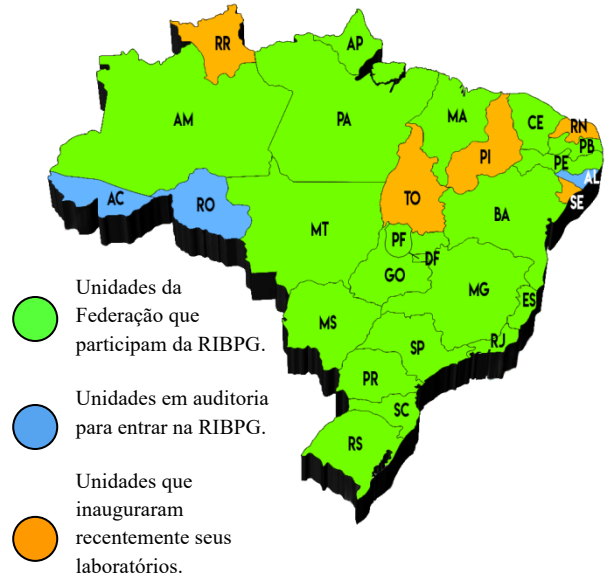 RR
AP
AM
PA
MA
CE
RN
PB
PE
PI
AL
SE
AC
RO
TO
BA
MT
PF
DF
GO
MG
ES
MS
SP
RJ
PR
SC
RS
Unidades da
Federação que
participam da RIBPG.
Unidades em auditoria
para entrar na RIBPG.
Unidades que
inauguraram
recentemente seus
laboratórios.